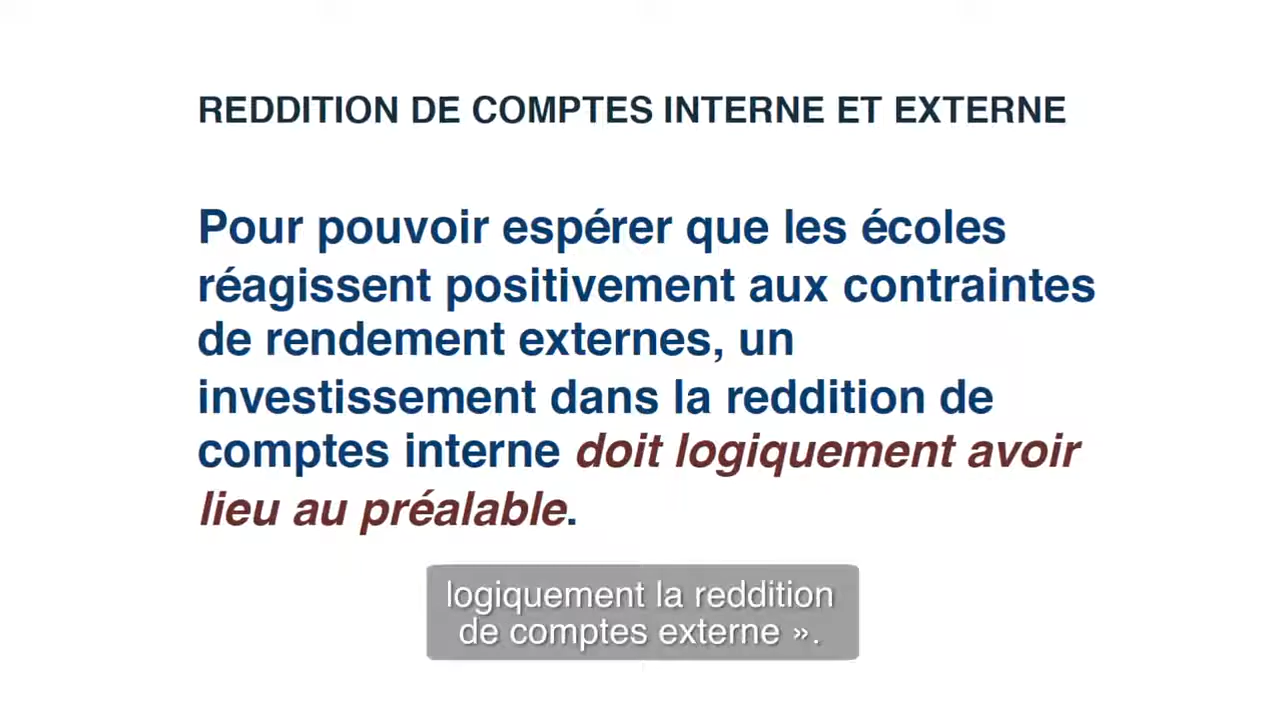 REDDITION DE COMPTES INTERNE ET EXTERNE
Pour pouvoir espérer que les écoles
réagissent positivement aux contraintes
de rendement externes, un
investissement dans la reddition de
comptes interne doit logiquement avoir
lieu au préalable.
logiquement la reddition
de comptes externe ».